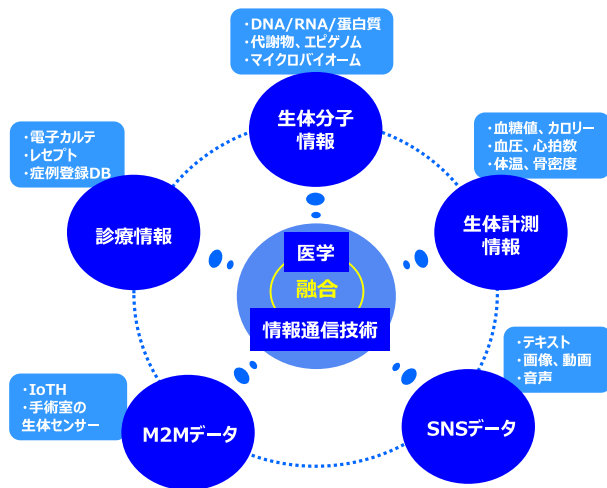 ・DNA/RNA/蛋白質
・代謝物、エピゲノム
・マイクロバイオーム
生体分子
情報
・電子カルテ
・レセプト
・症例登録DB
診療情報
・血糖値、カロリー
・血圧、心拍数
・体温、骨密度
生体計測
情報
医学
融合
情報通信技術
・IoTH
・手術室の
生体センサー
M2Mデータ
・テキスト
・画像、動画
・音声
SNSデータ